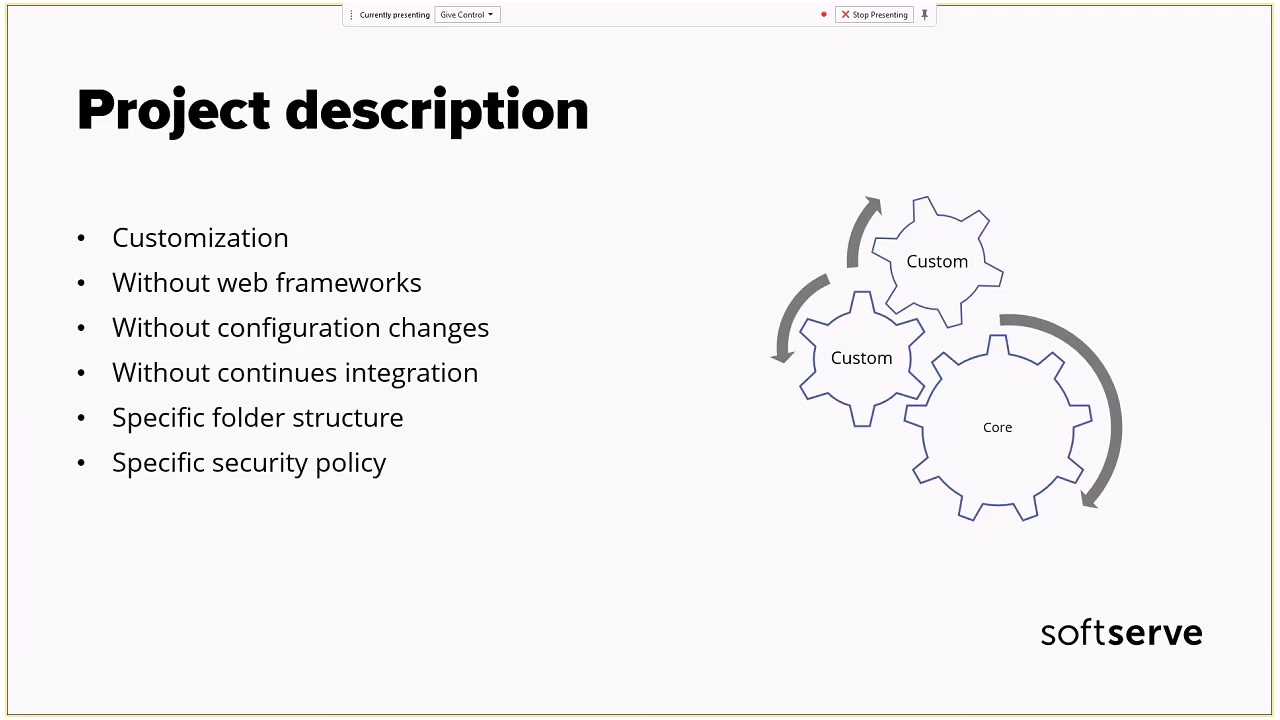 Currently presenting Give Control Stop Presenting
Project description
• Customization
• Without web frameworks
• Without configuration changes
• Without continues integration
• Specific folder structure
• Specific security policy
Custom
Custom
Core
softserve